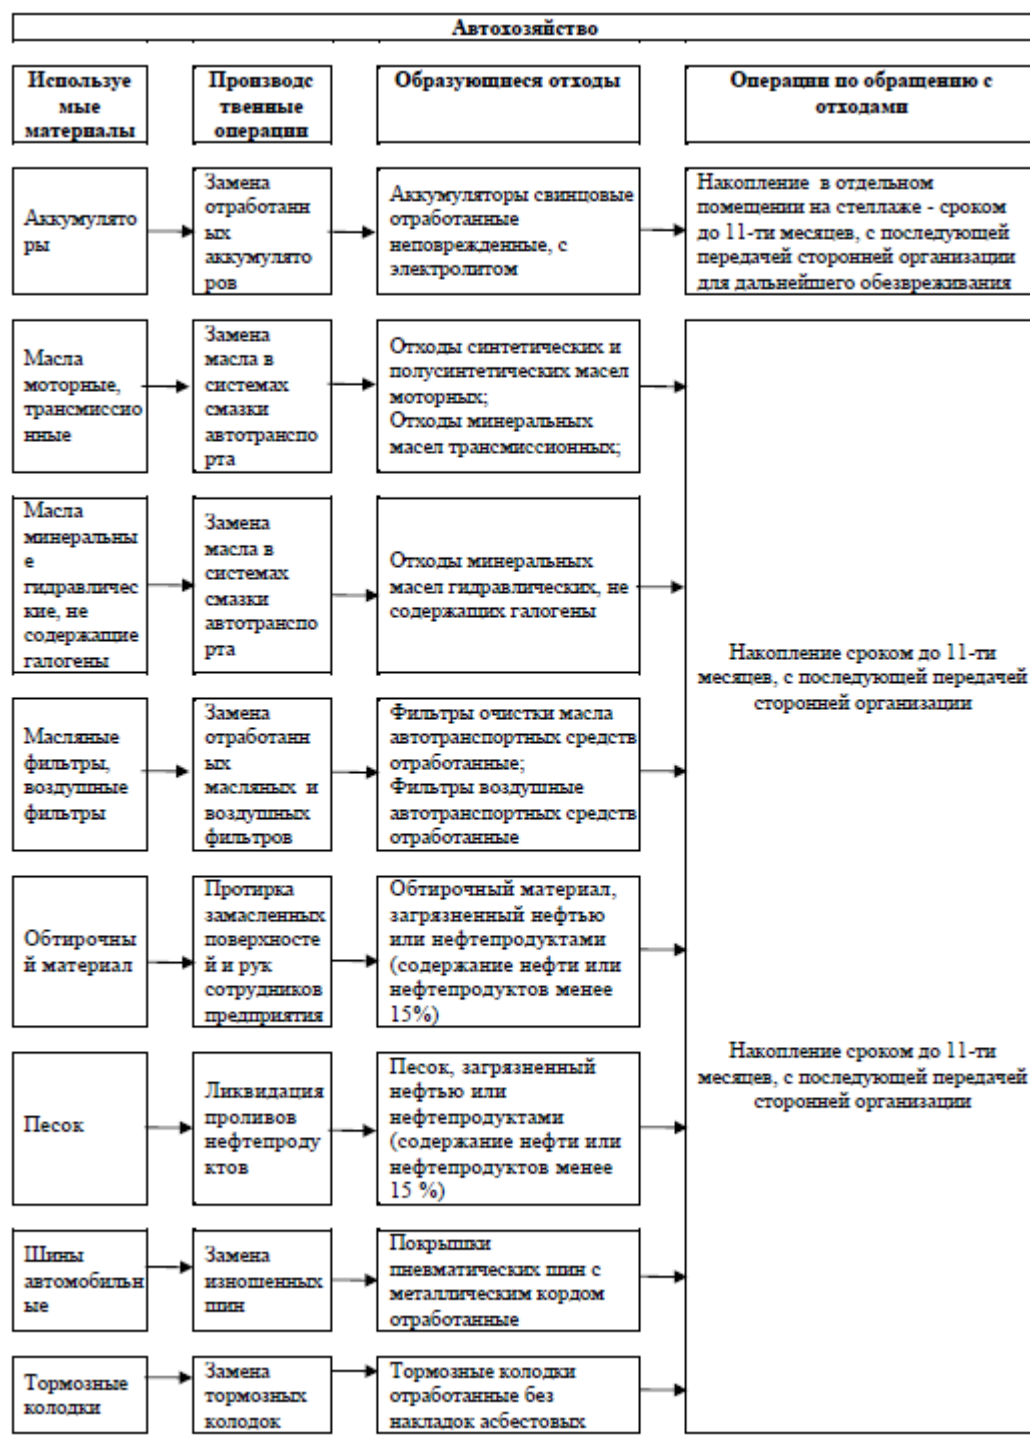 Автохозяйство
Используе
мые
материалы
Производс
твенные
операции
Образующиеся отходы
Операции по обращению с
отходами
Аккумулято
ры
Замена
отработанн
ых
аккумулято
ров
Аккумуляторы свинцовые
отработанные
неповрежденные, с
электролитом
Накопление в отдельном
помещении на стеллаже - сроком
до 11-ти месяцев, с последующей
передачей сторонней организации
для дальнейшего обезвреживания
Масла
моторные,
трансмиссио
нные
Замена
масла в
системах
смазки
автотранспо
рта
Отходы синтетических и
полусинтетических масел
моторных;
Отходы минеральных
масел трансмиссионных;
Масла
минеральны
е
гидравличес
кие, не
содержащие
галогены
Замена
масла в
системах
смазки
автотранспо
рта
Отходы минеральных
масел гидравлических, не
содержащих галогены
Накопление сроком до 11-ти
месяцев, с последующей передачей
сторонней организации
Масляные
фильтры,
воздушные
фильтры
Замена
отработанн
ых
масляных и
воздушных
фильтров
Фильтры очистки масла
автотранспортных средств
отработанные;
Фильтры воздушные
автотранспортных средств
отработанные
Обтирочны
й материал
Протирка
замасленных
поверхносте
й и рук
сотрудников
предприятия
Обтирочный материал,
загрязненный нефтью
или нефтепродуктами
(содержание нефти или
нефтепродуктов менее
15%)
Песок
Ликвидация
проливов
нефтепроду
ктов
Песок, загрязненный
нефтью или
нефтепродуктами
(содержание нефти или
нефтепродуктов менее
15 %)
Накопление сроком до 11-ти
месяцев, с последующей передачей
сторонней организации
Шины
автомобильн
ые
Замена
изношенных
шин
Покрышки
пневматических шин с
металлическим кордом
отработанные
Тормозные
колодки
Замена
тормозных
колодок
Тормозные колодки
отработанные без
накладок асбестовых